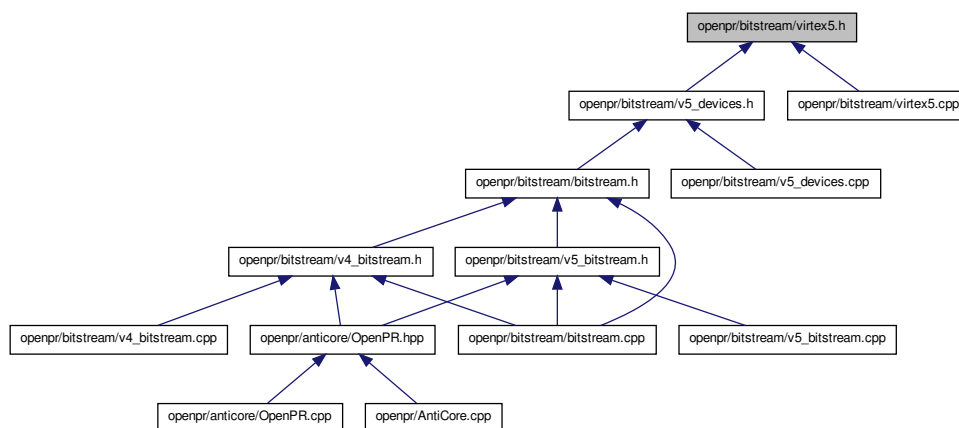 openpr/bitstream/virtex5.h
openpr/bitstream/v5_devices.h
openpr/bitstream/virtex5.cpp
openpr/bitstream/bitstream.h
openpr/bitstream/v5_devices.cpp
openpr/bitstream/v4_bitstream.h
openpr/bitstream/v5_bitstream.h
openpr/bitstream/v4_bitstream.cpp
openpr/anticore/OpenPR.hpp
openpr/bitstream/bitstream.cpp
openpr/bitstream/v5_bitstream.cpp
openpr/anticore/OpenPR.cpp
openpr/AntiCore.cpp